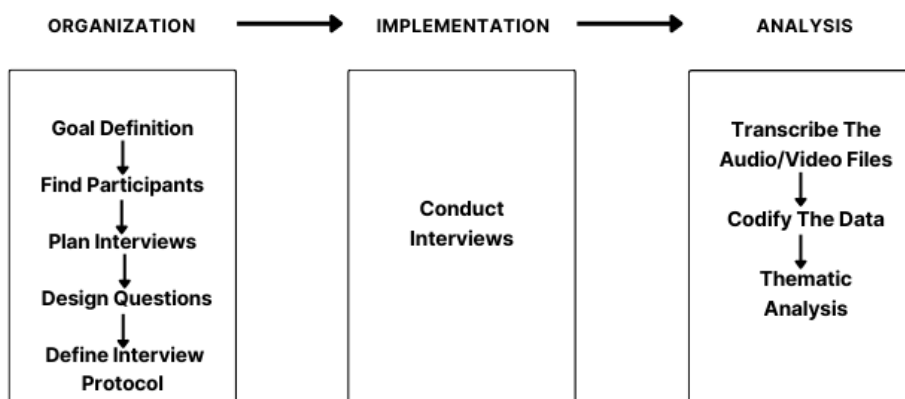 ORGANIZATION
IMPLEMENTATION
ANALYSIS
Goal Definition
Find Participants
Plan Interviews
Design Questions
Define Interview
Protocol
Conduct
Interviews
Transcribe The
Audio/Video Files
Codify The Data
Thematic
Analysis